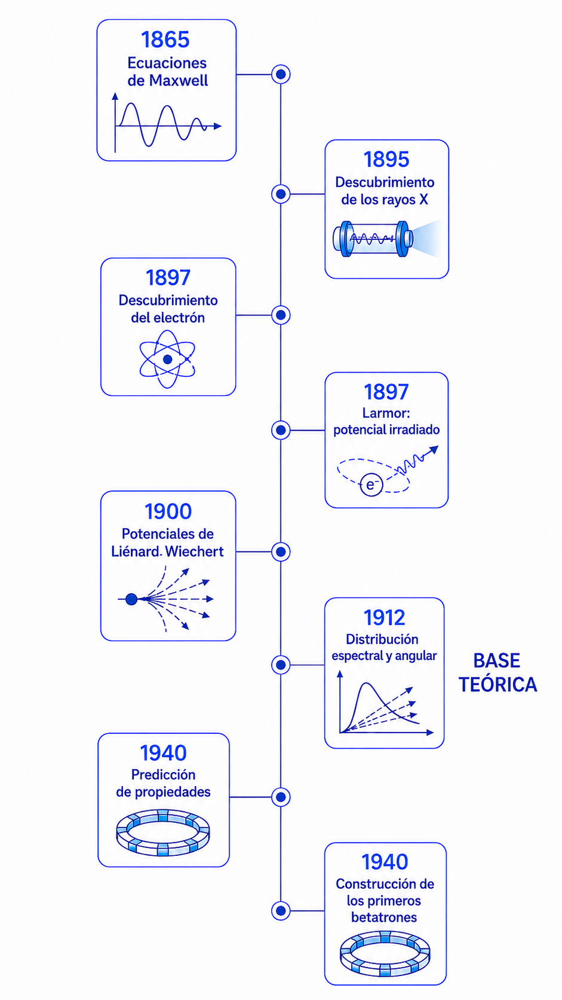 1865
Ecuaciones
de Maxwell
1895
Descubrimiento
de los rayos X
1897
Descubrimiento
del electrón
1897
Larmor:
potencial irradiado
e⁻
1900
Potenciales de
Liénard. Wiechert
1912
Distribución
espectral y angular
BASE
TEÓRICA
1940
Predicción
de propiedades
1940
Construcción de
los primeros
betatrones